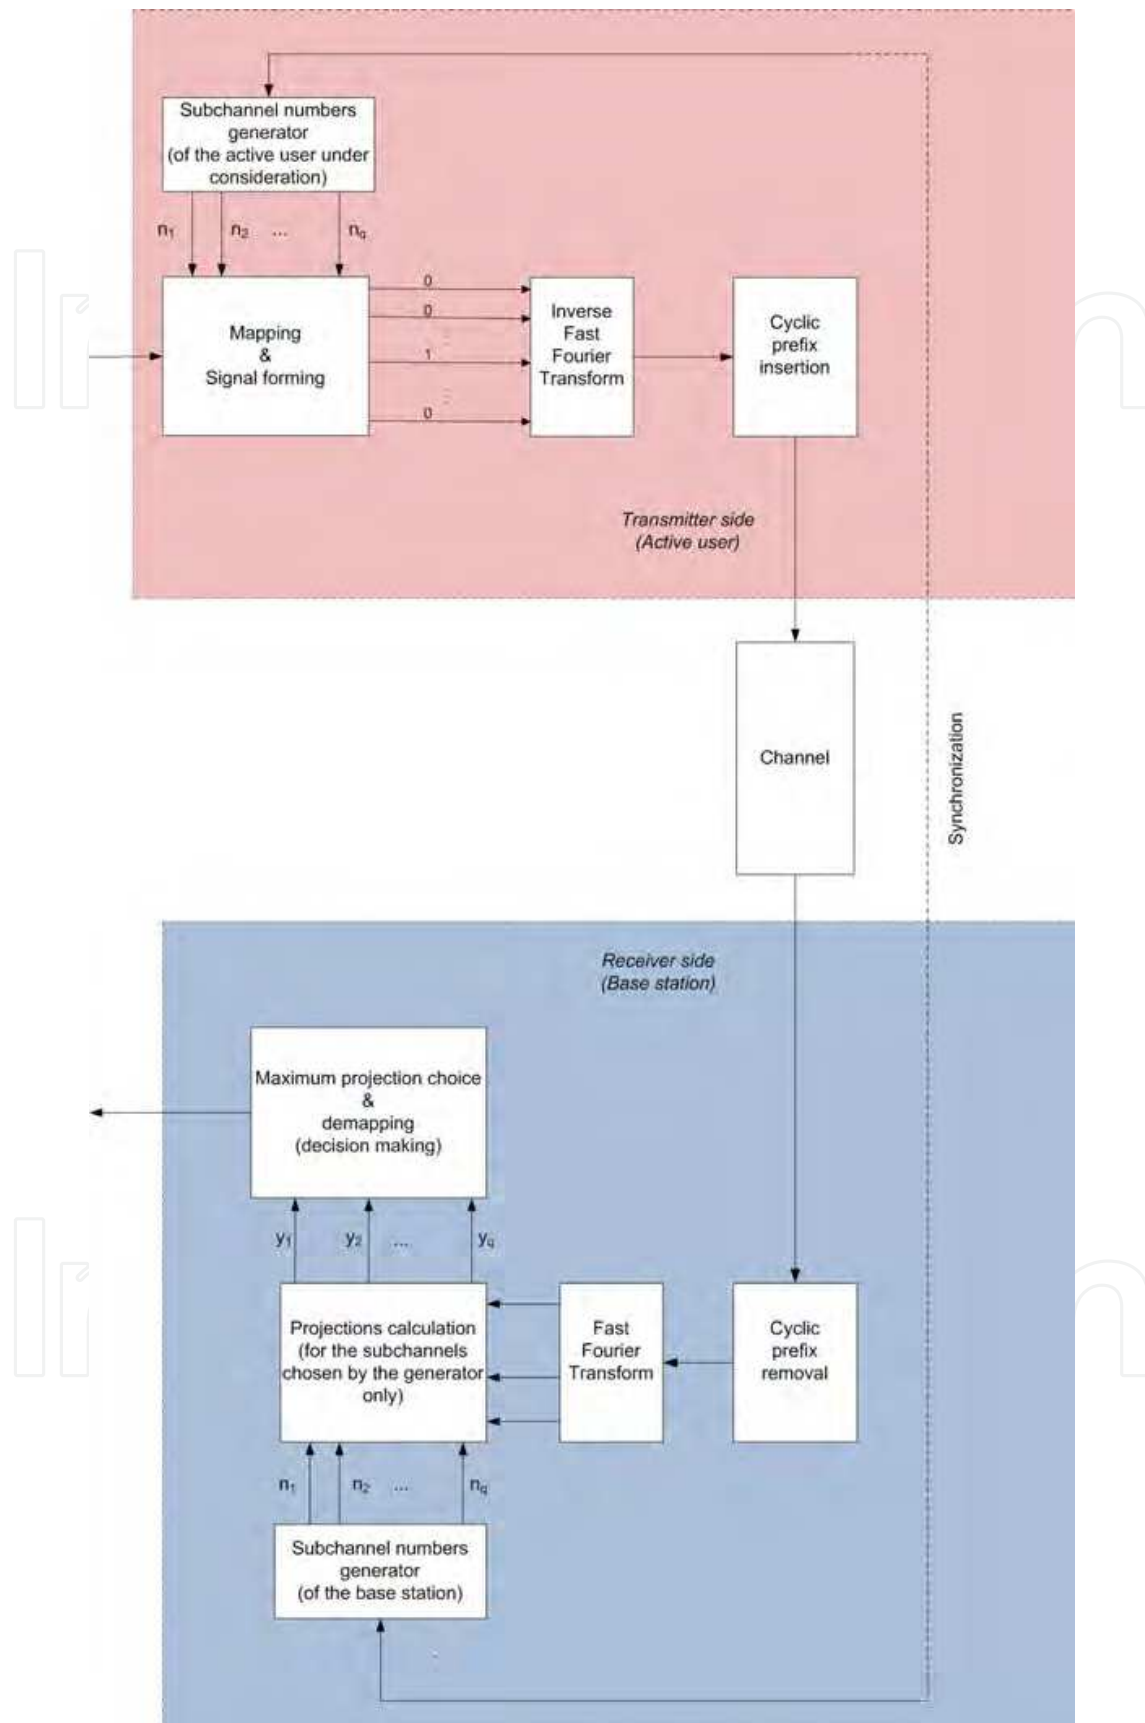 Subchannel numbers
generator
(of the active user under
consideration)
n1 n2 ... nq
0
0
1
0
Mapping
&
Signal forming
Inverse
Fast
Fourier
Transform
Cyclic
prefix
insertion
Transmitter side
(Active user)
Channel
Synchronization
Receiver side
(Base station)
Maximum projection choice
&
demapping
(decision making)
y1 y2 ... yq
Projections calculation
(for the subchannels
chosen by the generator
only)
Fast
Fourier
Transform
Cyclic
prefix
removal
n1 n2 ... nq
Subchannel numbers
generator
(of the base station)